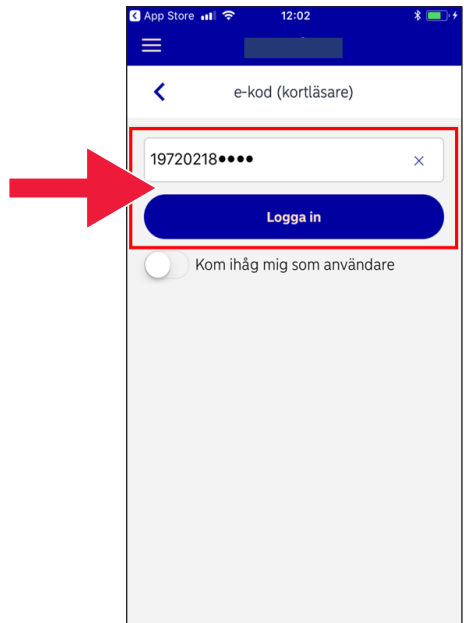 App Store 12:02
e-kod (kortläsare)
19720218••••
Logga in
Kom ihåg mig som användare